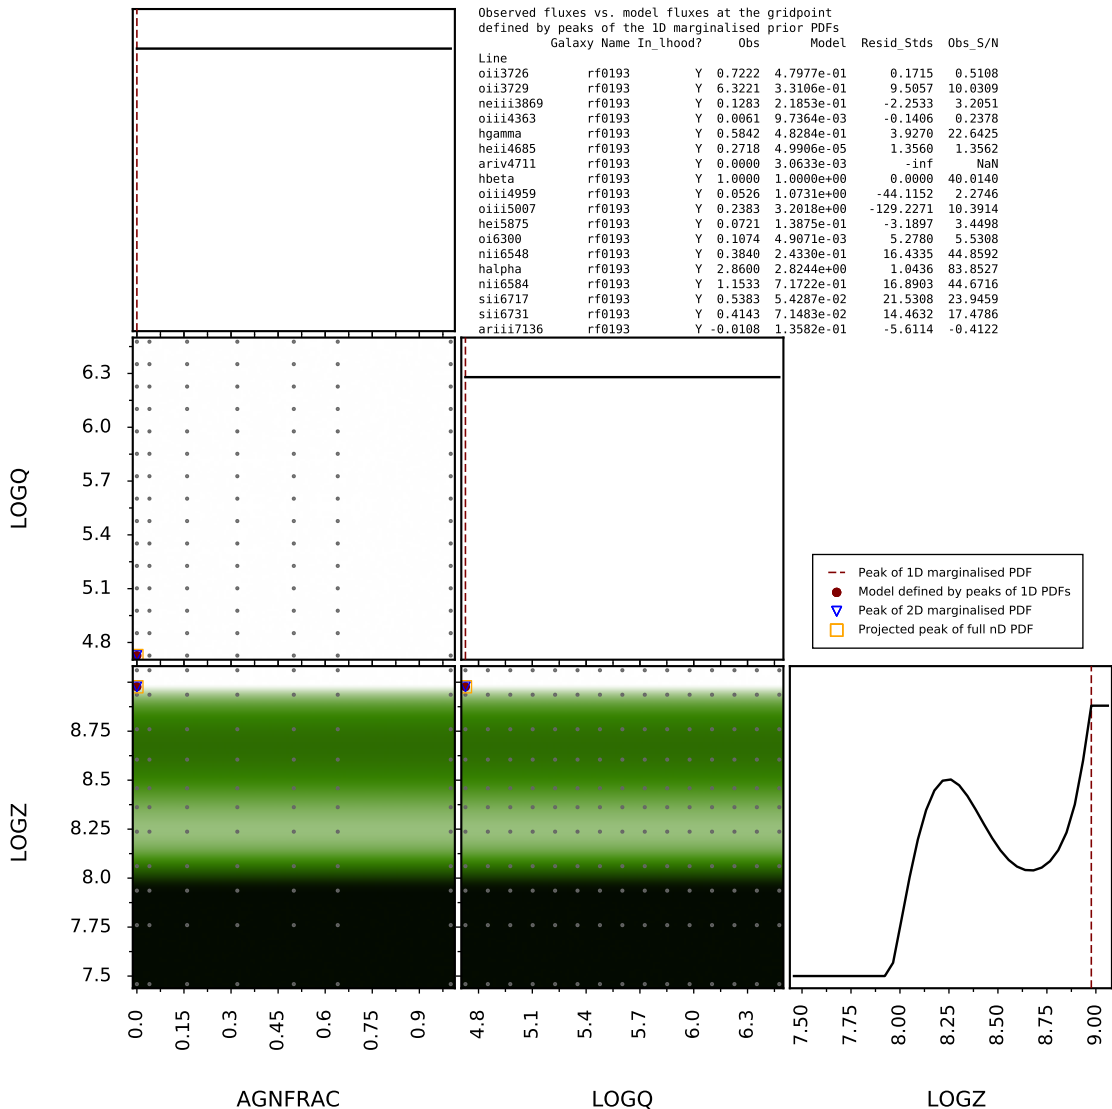 Observed fluxes vs. model fluxes at the gridpoint
defined by peaks of the 1D marginalised prior PDFs
Galaxy Name In_lhood? Obs Model Resid_Stds Obs_S/N
Line
oii3726 rf0193 Y 0.7222 4.7977e-01 0.1715 0.5108
oii3729 rf0193 Y 6.3221 3.3106e-01 9.5057 10.0309
neiii3869 rf0193 Y 0.1283 2.1853e-01 -2.2533 3.2051
oiii4363 rf0193 Y 0.0061 9.7364e-03 -0.1406 0.2378
hgamma rf0193 Y 0.5842 4.8284e-01 3.9270 22.6425
heii4685 rf0193 Y 0.2718 4.9906e-05 1.3560 1.3562
ariv4711 rf0193 Y 0.0000 3.0633e-03 -inf NaN
hbeta rf0193 Y 1.0000 1.0000e+00 0.0000 40.0140
oiii4959 rf0193 Y 0.0526 1.0731e+00 -44.1152 2.2746
oiii5007 rf0193 Y 0.2383 3.2018e+00 -129.2271 10.3914
hei5875 rf0193 Y 0.0721 1.3875e-01 -3.1897 3.4498
oi6300 rf0193 Y 0.1074 4.9071e-03 5.2780 5.5308
nii6548 rf0193 Y 0.3840 2.4330e-01 16.4335 44.8592
halpha rf0193 Y 2.8600 2.8244e+00 1.0436 83.8527
nii6584 rf0193 Y 1.1533 7.1722e-01 16.8903 44.6716
sii6717 rf0193 Y 0.5383 5.4287e-02 21.5308 23.9459
sii6731 rf0193 Y 0.4143 7.1483e-02 14.4632 17.4786
ariii7136 rf0193 Y -0.0108 1.3582e-01 -5.6114 -0.4122
6.3
6.0
5.7
5.4
5.1
4.8
LOGQ
Peak of 1D marginalised PDF
Model defined by peaks of 1D PDFs
Peak of 2D marginalised PDF
Projected peak of full nD PDF
8.75
8.5
8.25
8.0
7.75
7.5
LOGZ
0.0 0.15 0.3 0.45 0.6 0.75 0.9
4.8 5.1 5.4 5.7 6.0 6.3
7.50 7.75 8.00 8.25 8.50 8.75 9.00
AGNFRAC LOGQ LOGZ